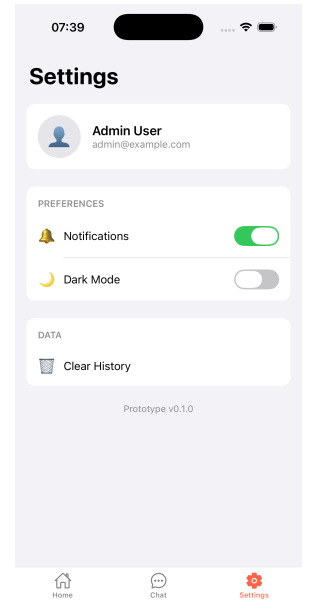 07:39
Settings
Admin User
admin@example.com
PREFERENCES
Notifications
Dark Mode
DATA
Clear History
Prototype v0.1.0
Home
Chat
Settings